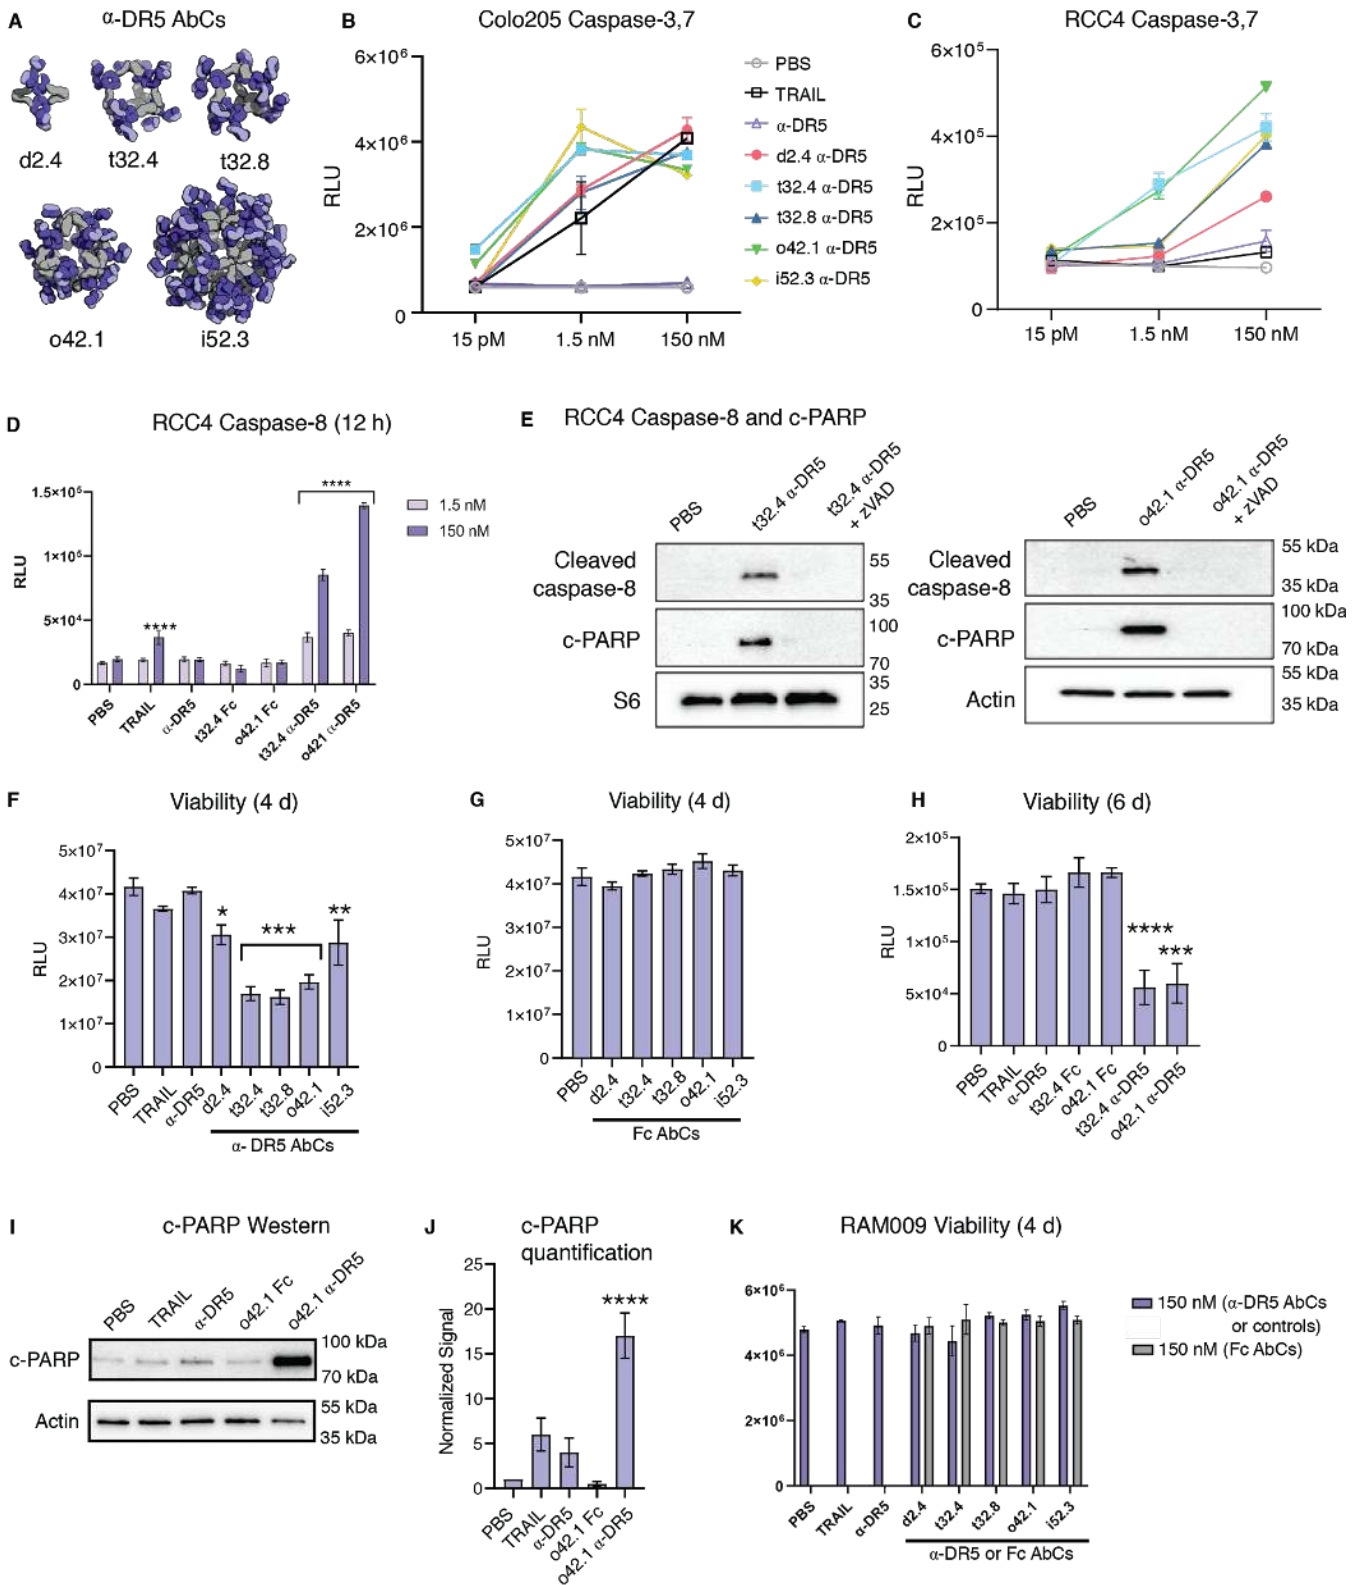 A
α-DR5 AbCs
d2.4
t32.4
t32.8
o42.1
i52.3
B
Colo205 Caspase-3,7
RLU
6×10⁶
4×10⁶
2×10⁶
0
15 pM
1.5 nM
150 nM
PBS
TRAIL
α-DR5
d2.4 α-DR5
t32.4 α-DR5
t32.8 α-DR5
o42.1 α-DR5
i52.3 α-DR5
C
RCC4 Caspase-3,7
RLU
6×10⁵
4×10⁵
2×10⁵
0
15 pM
1.5 nM
150 nM
D
RCC4 Caspase-8 (12 h)
RLU
1.5×10⁵
1×10⁵
5×10⁴
0
****
****
1.5 nM
150 nM
PBS
TRAIL
α-DR5
t32.4 Fc
o42.1 Fc
t32.4 α-DR5
o421 α-DR5
E
RCC4 Caspase-8 and c-PARP
PBS
t32.4 α-DR5
t32.4 α-DR5
+ zVAD
Cleaved
caspase-8
55
35
c-PARP
100
70
S6
35
25
PBS
o42.1 α-DR5
o42.1 α-DR5
+ zVAD
Cleaved
caspase-8
55 kDa
35 kDa
c-PARP
100 kDa
70 kDa
Actin
55 kDa
35 kDa
F
Viability (4 d)
RLU
5×10⁷
4×10⁷
3×10⁷
2×10⁷
1×10⁷
0
*
***
**
PBS
TRAIL
α-DR5
d2.4
t32.4
t32.8
o42.1
i52.3
α- DR5 AbCs
G
Viability (4 d)
RLU
5×10⁷
4×10⁷
3×10⁷
2×10⁷
1×10⁷
0
PBS
d2.4
t32.4
t32.8
o42.1
i52.3
Fc AbCs
H
Viability (6 d)
RLU
2×10⁵
1.5×10⁵
1×10⁵
5×10⁴
0
****
***
PBS
TRAIL
α-DR5
t32.4 Fc
o42.1 Fc
t32.4 α-DR5
o42.1 α-DR5
I
c-PARP Western
PBS
TRAIL
α-DR5
o42.1 Fc
o42.1 α-DR5
c-PARP
100 kDa
70 kDa
Actin
55 kDa
35 kDa
J
c-PARP
quantification
Normalized Signal
25
20
15
10
5
0
****
PBS
TRAIL
α-DR5
o42.1 Fc
o42.1 α-DR5
K
RAM009 Viability (4 d)
6×10⁶
4×10⁶
2×10⁶
0
150 nM (α-DR5 AbCs
or controls)
150 nM (Fc AbCs)
PBS
TRAIL
α-DR5
d2.4
t32.4
t32.8
o42.1
i52.3
α-DR5 or Fc AbCs